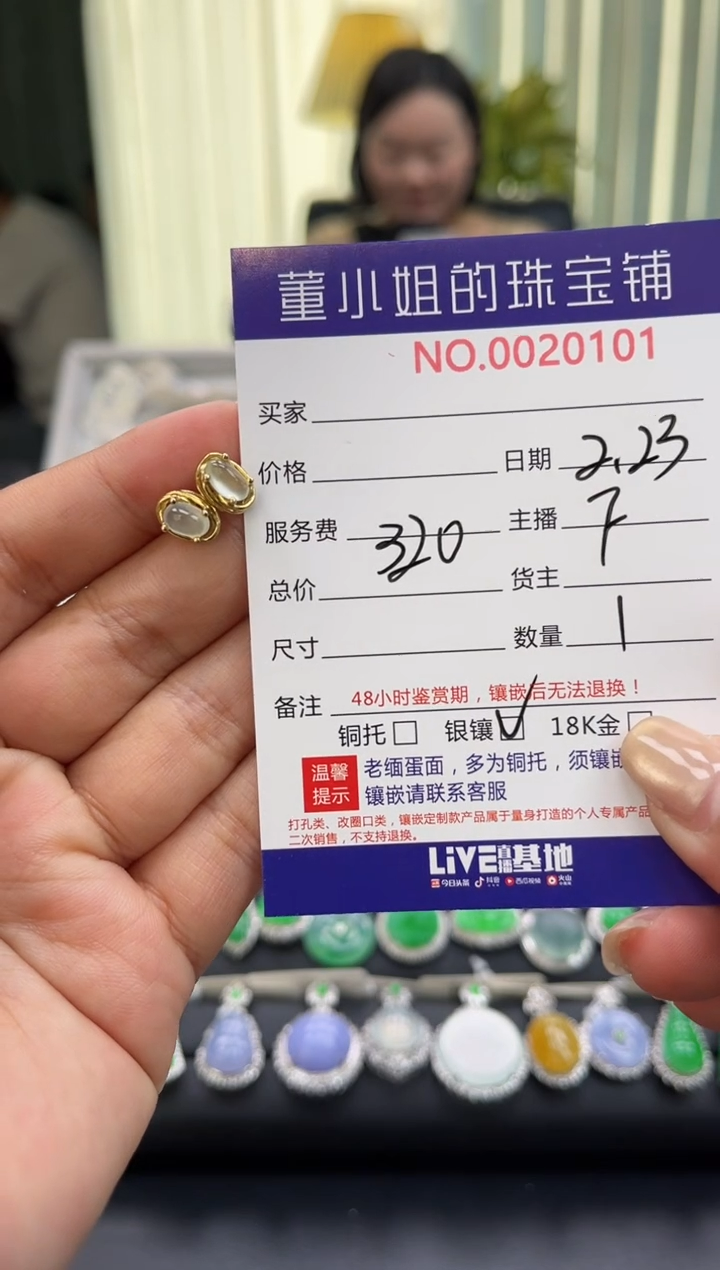 董小姐的珠宝铺
NO.0020101
买家
价格 日期 2.23
服务费 320 主播 7
总价 货主
尺寸 数量 1
备注 48小时鉴赏期，镶嵌后无法退换！
铜托 银镶 ✓ 18K金
温馨提示 老缅蛋面，多为铜托，须镶嵌
镶嵌请联系客服
打孔类、改圈口类，镶嵌定制款产品属于量身打造的个人专属产品
二次销售，不支持退换。
LiVE直播基地
今日头条 抖音 西瓜视频 火山